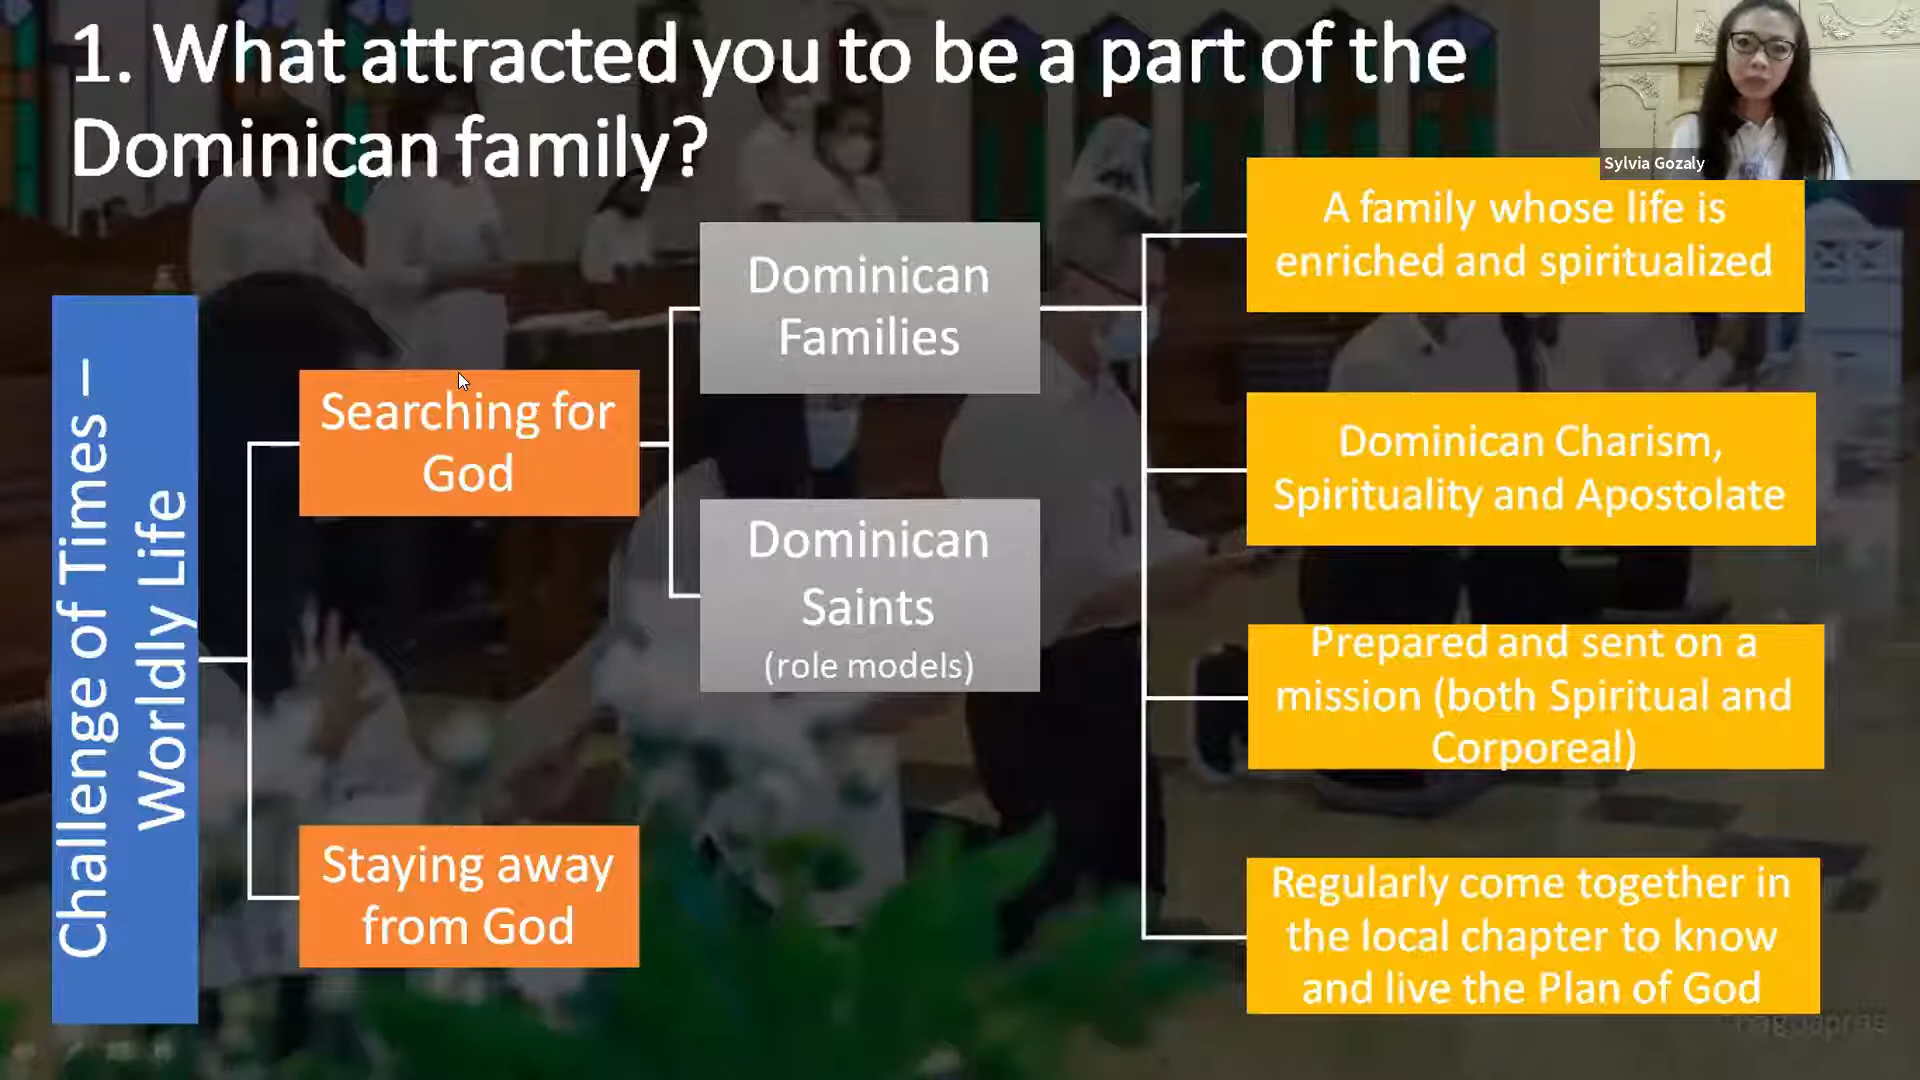 1. What attracted you to be a part of the
Dominican family?
Sylvia Gozaly
Challenge of Times –
Worldly Life
Searching for
God
Staying away
from God
Dominican
Families
Dominican
Saints
(role models)
A family whose life is
enriched and spiritualized
Dominican Charism,
Spirituality and Apostolate
Prepared and sent on a
mission (both Spiritual and
Corporeal)
Regularly come together in
the local chapter to know
and live the Plan of God